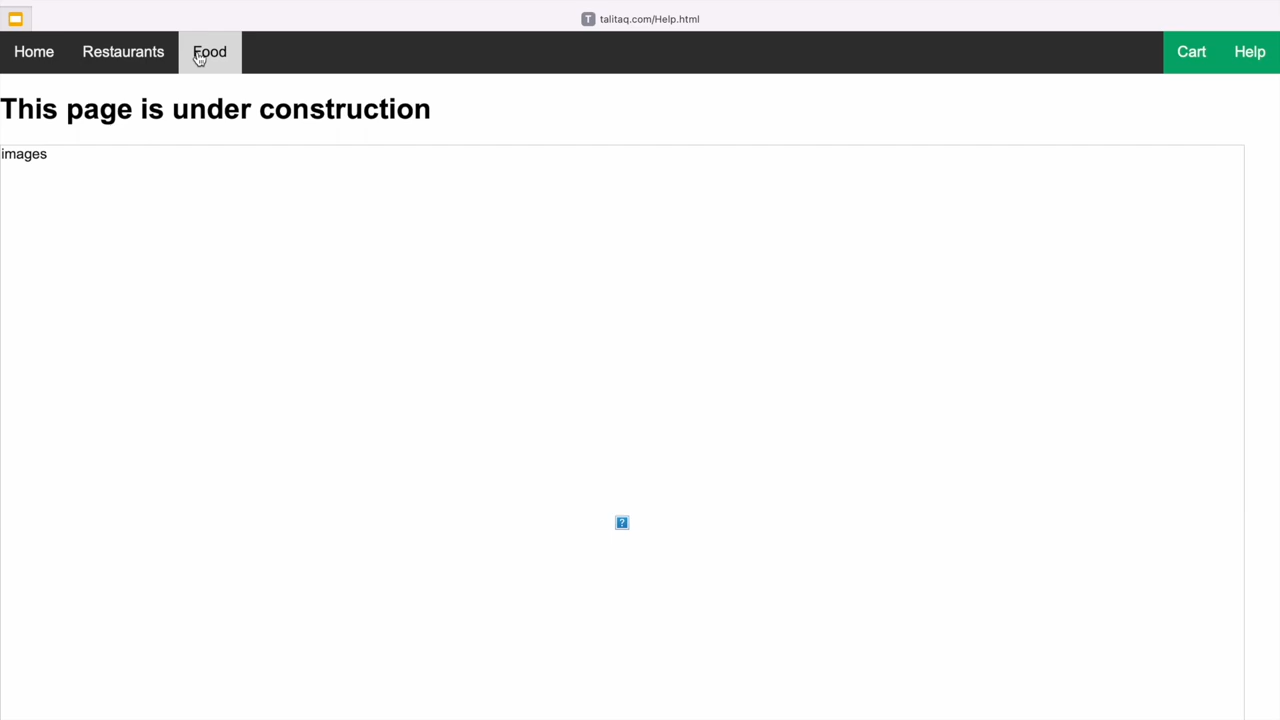 T talitaq.com/Help.html
Home Restaurants Food Cart Help
This page is under construction
images
?